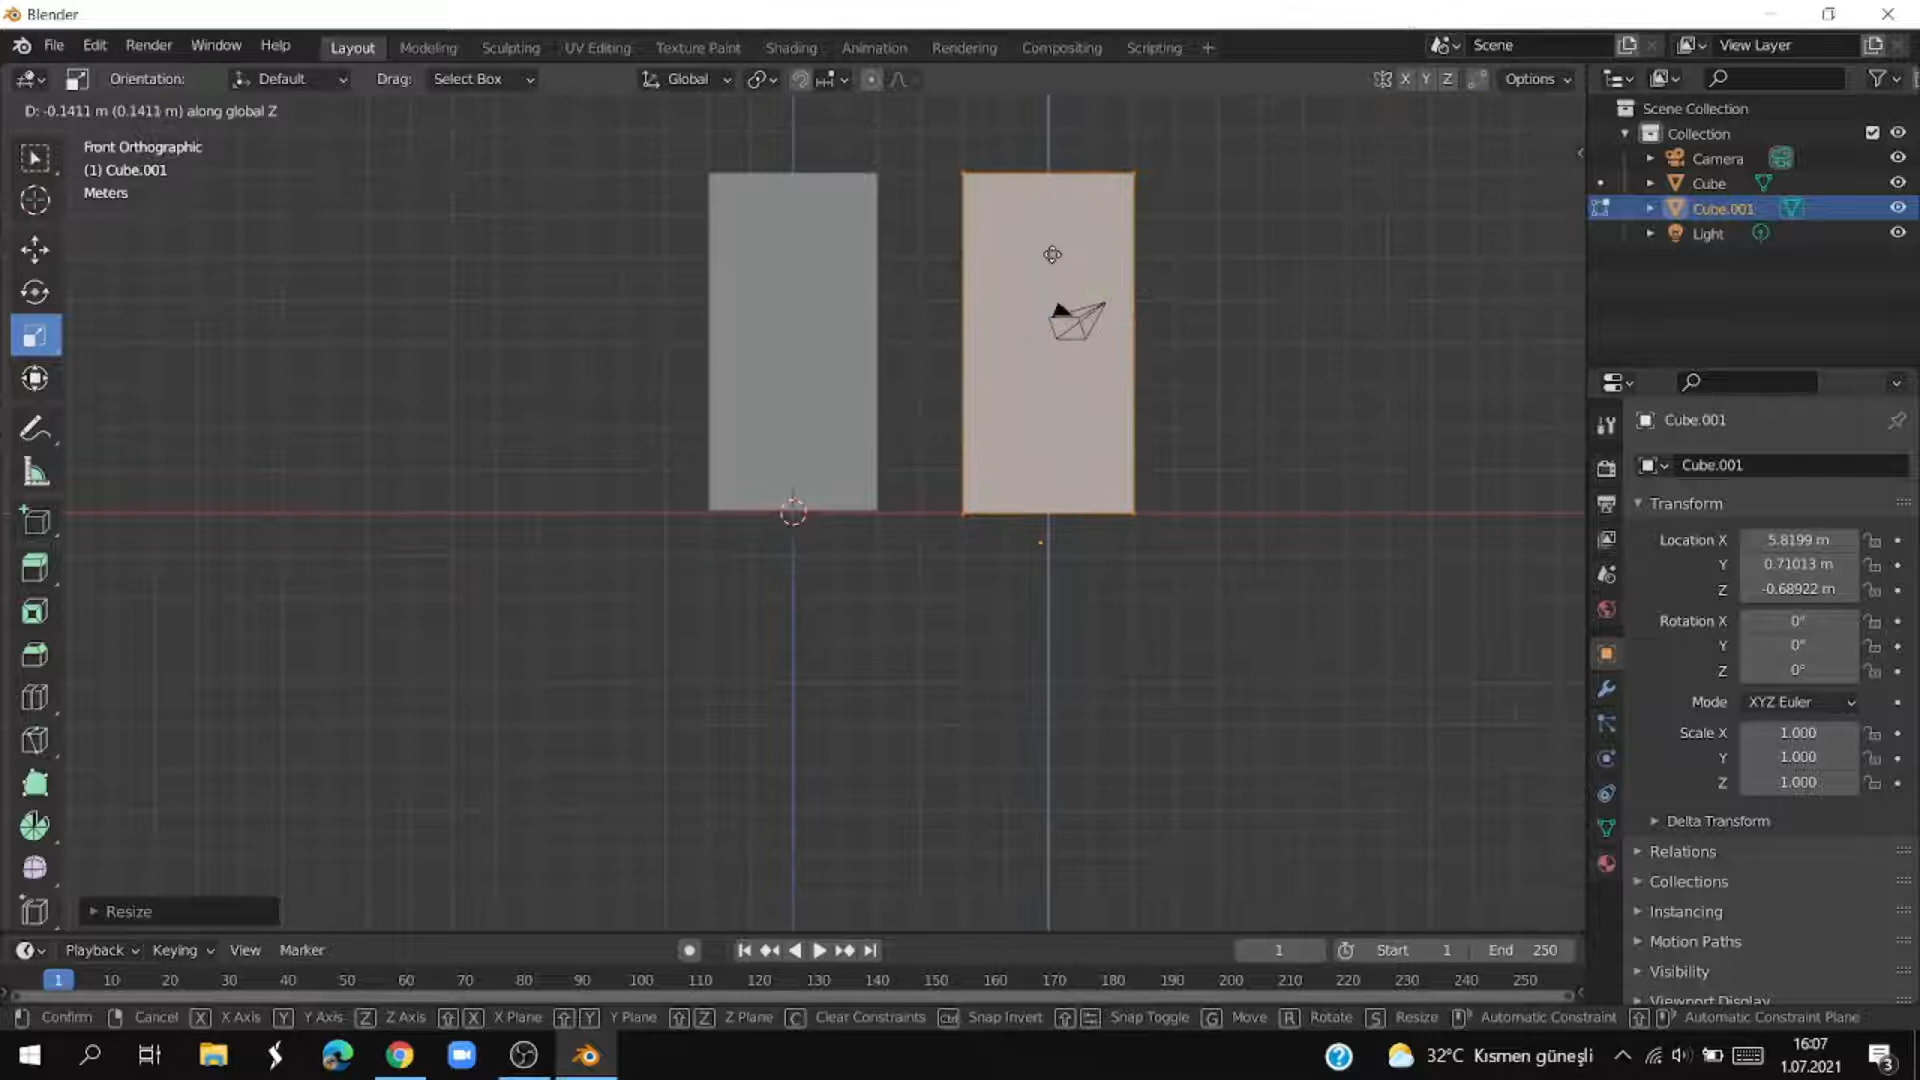 Blender
File Edit Render Window Help Layout Modeling Sculpting UV Editing Texture Paint Shading Animation Rendering Compositing Scripting + Scene View Layer
Orientation: Default Drag: Select Box Global X Y Z Options
D: -0.1411 m (0.1411 m) along global Z
Front Orthographic
(1) Cube.001
Meters
Scene Collection
Collection
Camera
Cube
Cube.001
Light
Cube.001
Cube.001
Transform
Location X 5.8199 m
Y 0.71013 m
Z -0.68922 m
Rotation X 0°
Y 0°
Z 0°
Mode XYZ Euler
Scale X 1.000
Y 1.000
Z 1.000
Delta Transform
Relations
Collections
Instancing
Motion Paths
Visibility
Viewport Display
Resize
Playback Keying View Marker 1 Start 1 End 250
1 10 20 30 40 50 60 70 80 90 100 110 120 130 140 150 160 170 180 190 200 210 220 230 240 250
Confirm Cancel X X Axis Y Y Axis Z Z Axis X X Plane Y Y Plane Z Z Plane C Clear Constraints Ctrl Snap Invert Snap Toggle G Move R Rotate S Resize Automatic Constraint Automatic Constraint Plane
32°C Kısmen güneşli
16:07
1.07.2021
3